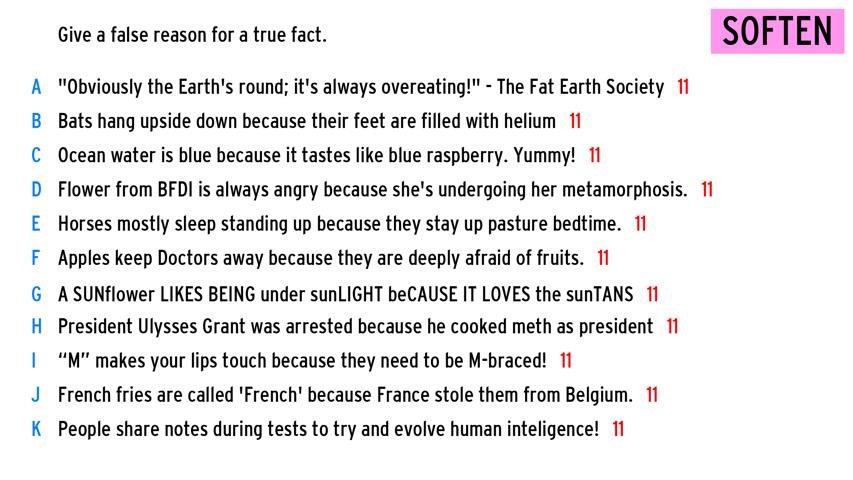 Give a false reason for a true fact.
SOFTEN
A "Obviously the Earth's round; it's always overeating!" - The Fat Earth Society 11
B Bats hang upside down because their feet are filled with helium 11
C Ocean water is blue because it tastes like blue raspberry. Yummy! 11
D Flower from BFDI is always angry because she's undergoing her metamorphosis. 11
E Horses mostly sleep standing up because they stay up pasture bedtime. 11
F Apples keep Doctors away because they are deeply afraid of fruits. 11
G A SUNflower LIKES BEING under sunLIGHT beCAUSE IT LOVES the sunTANS 11
H President Ulysses Grant was arrested because he cooked meth as president 11
I “M” makes your lips touch because they need to be M-braced! 11
J French fries are called 'French' because France stole them from Belgium. 11
K People share notes during tests to try and evolve human inteligence! 11